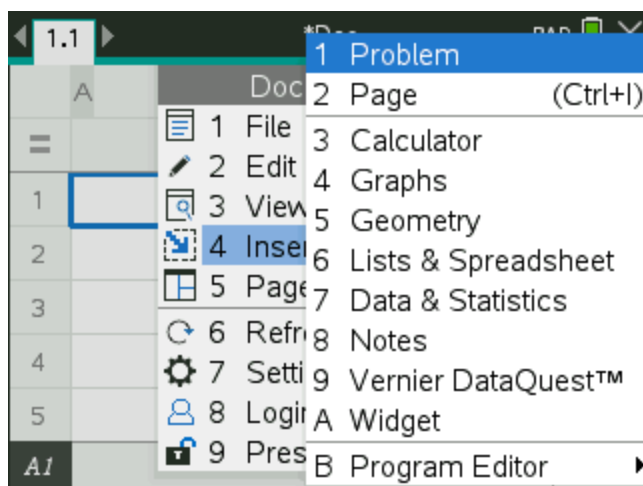 1.1
*Doc
RAD
A
=
1
2
3
4
5
A1
Doc
1 File
2 Edit
3 View
4 Inser
5 Page
6 Refr
7 Setti
8 Login
9 Pres
1 Problem
2 Page (Ctrl+I)
3 Calculator
4 Graphs
5 Geometry
6 Lists & Spreadsheet
7 Data & Statistics
8 Notes
9 Vernier DataQuest™
A Widget
B Program Editor